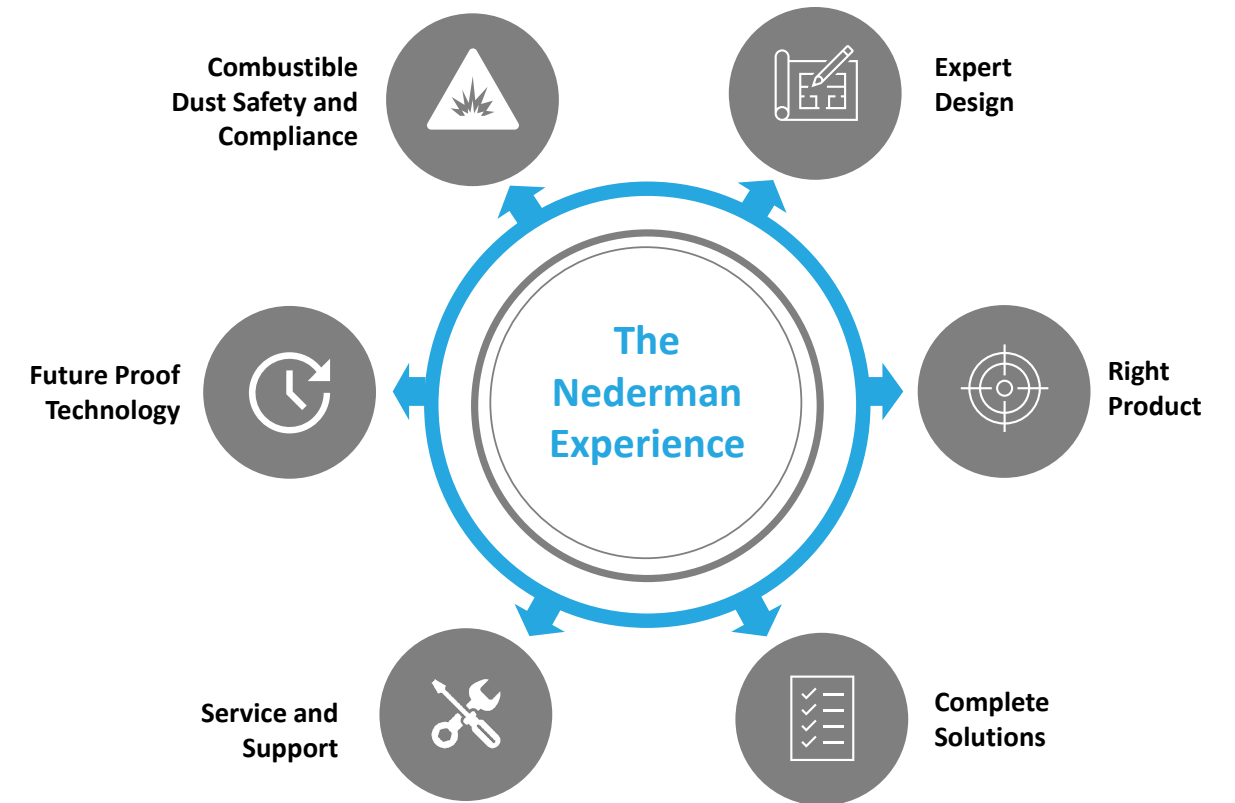 Combustible
Dust Safety and
Compliance
Expert
Design
The
Nederman
Experience
Future Proof
Technology
Right
Product
Service and
Support
Complete
Solutions